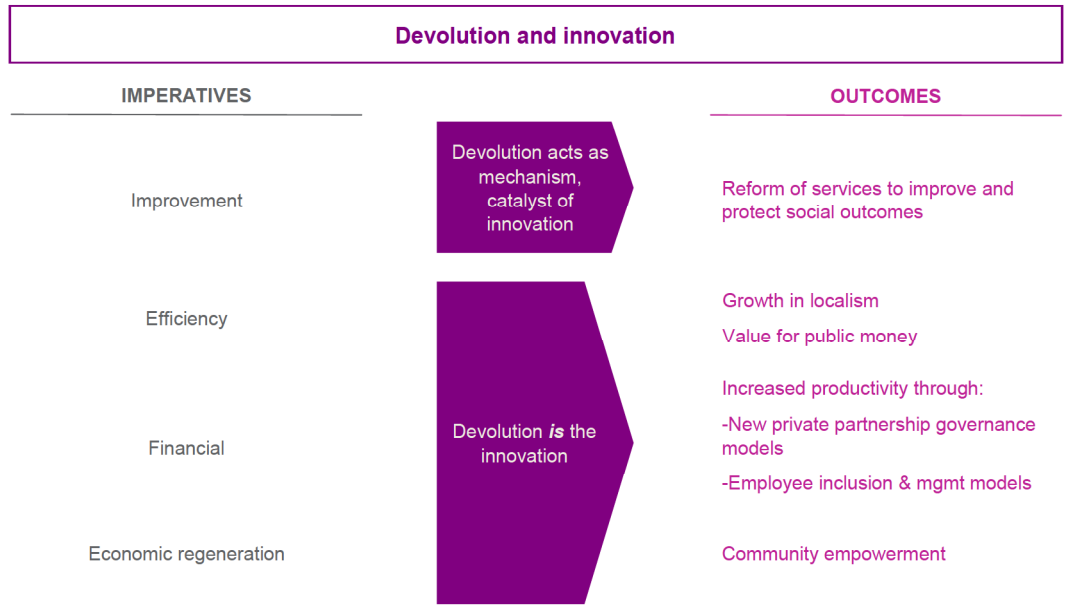 Devolution and innovation
IMPERATIVES
OUTCOMES
Improvement
Devolution acts as
mechanism,
catalyst of
innovation
Reform of services to improve and
protect social outcomes
Efficiency
Growth in localism
Value for public money
Financial
Devolution is the
innovation
Increased productivity through:
-New private partnership governance
models
-Employee inclusion & mgmt models
Economic regeneration
Community empowerment